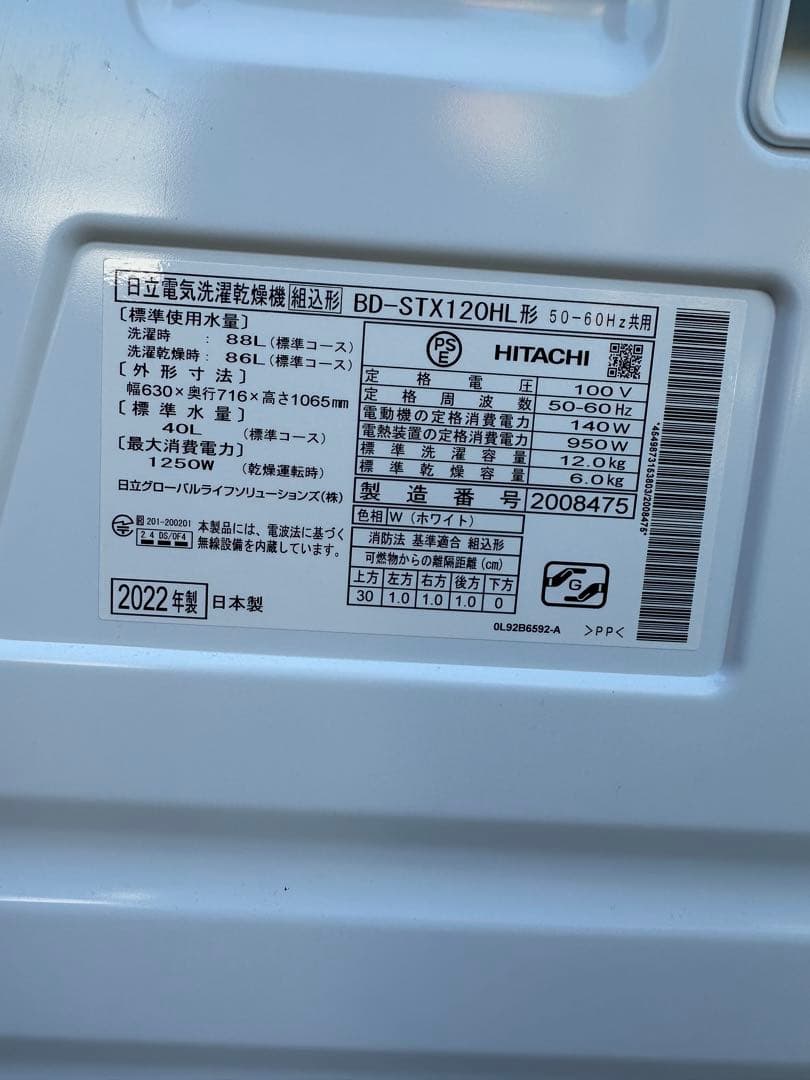 日立電気洗濯乾燥機 組込形 BD-STX120HL形 50-60Hz共用
〔標準使用水量〕
洗濯時 : 88L(標準コース)
洗濯乾燥時: 86L(標準コース)
〔外形寸法〕
幅630×奥行716×高さ1065mm
〔標準水量〕
40L (標準コース)
〔最大消費電力〕
1250W (乾燥運転時)
日立グローバルライフソリューションズ(株)
R 201-200201
2.4 DS/OF4
本製品には、電波法に基づく
無線設備を内蔵しています。
2022年製 日本製
PSE HITACHI
定格電圧 100V
定格周波数 50-60Hz
電動機の定格消費電力 140W
電熱装置の定格消費電力 950W
標準洗濯容量 12.0kg
標準乾燥容量 6.0kg
製造番号 2008475
色相 W(ホワイト)
消防法 基準適合 組込形
可燃物からの離隔距離(cm)
上方 左方 右方 後方 下方
30 1.0 1.0 1.0 0
G
0L92B6592-A >PP<
*4549873163803/2008475*